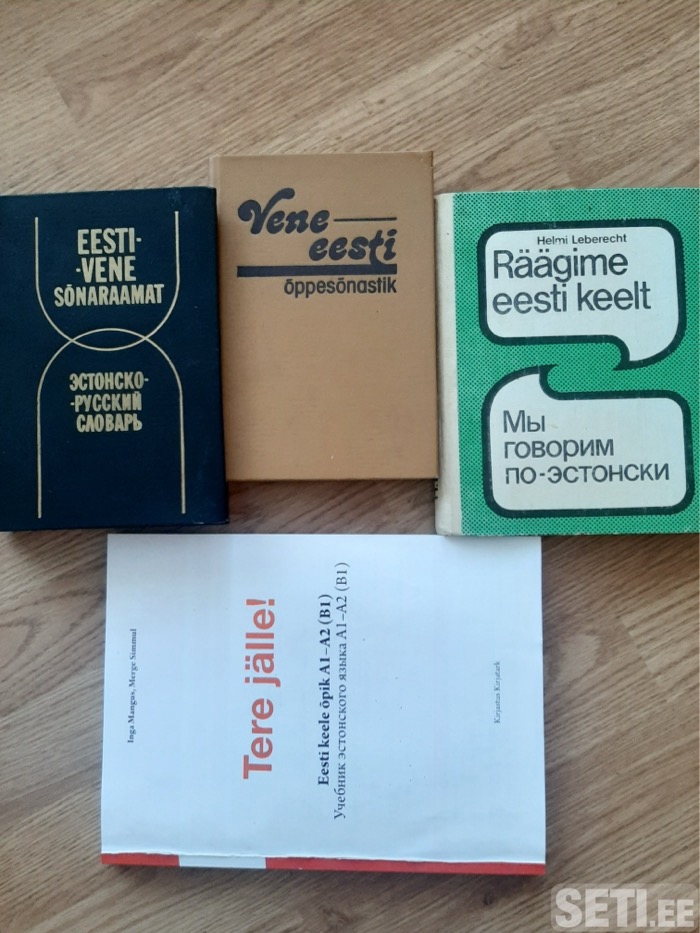 EESTI-
-VENE
SÕNARAAMAT
ЭСТОНСКО-
-РУССКИЙ
СЛОВАРЬ
Vene-
eesti
õppesõnastik
Helmi Leberecht
Räägime
eesti keelt
Мы
говорим
по-эстонски
Inga Mangus, Merge Simmul
Tere jälle!
Eesti keele õpik A1–A2 (B1)
Учебник эстонского языка A1–A2 (B1)
Kirjastus Kirjatark
SETI.EE